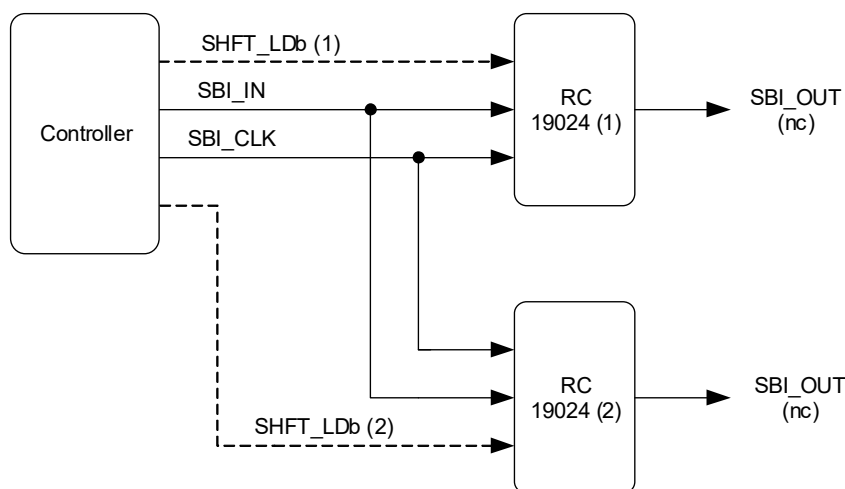 SHFT_LDb (1)
SBI_IN
SBI_CLK
Controller
RC
19024 (1)
SBI_OUT
(nc)
RC
19024 (2)
SBI_OUT
(nc)
SHFT_LDb (2)